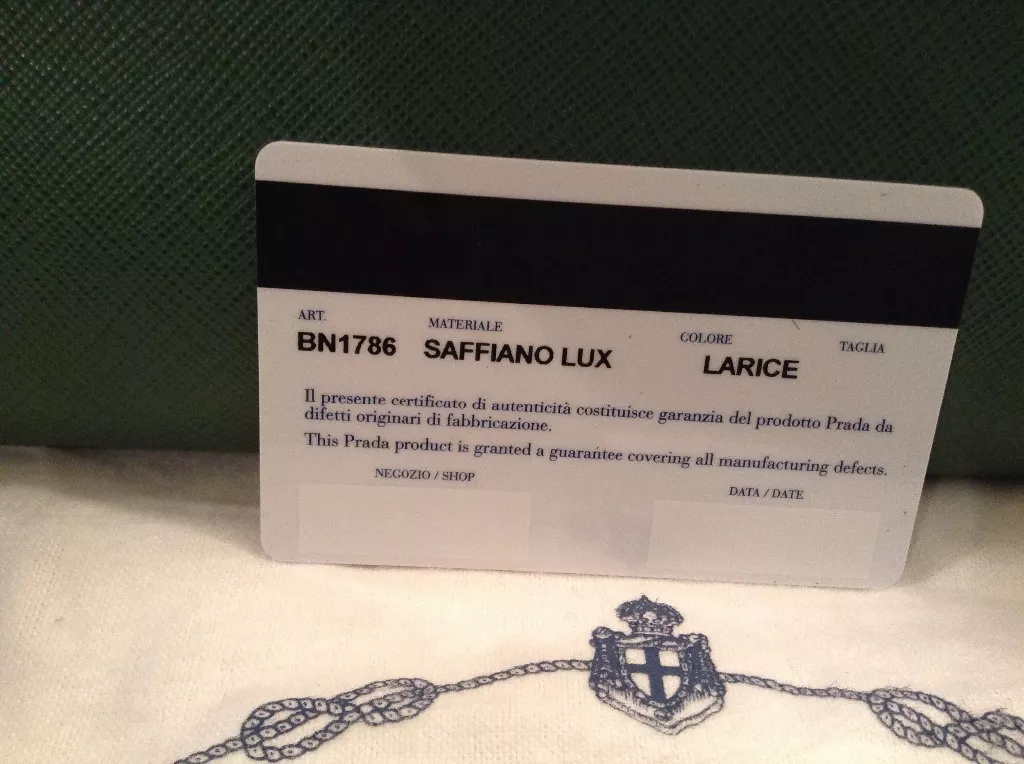 ART. MATERIALE COLORE TAGLIA
BN1786 SAFFIANO LUX LARICE
Il presente certificato di autenticità costituisce garanzia del prodotto Prada da
difetti originari di fabbricazione.
This Prada product is granted a guarantee covering all manufacturing defects.
NEGOZIO / SHOP DATA / DATE